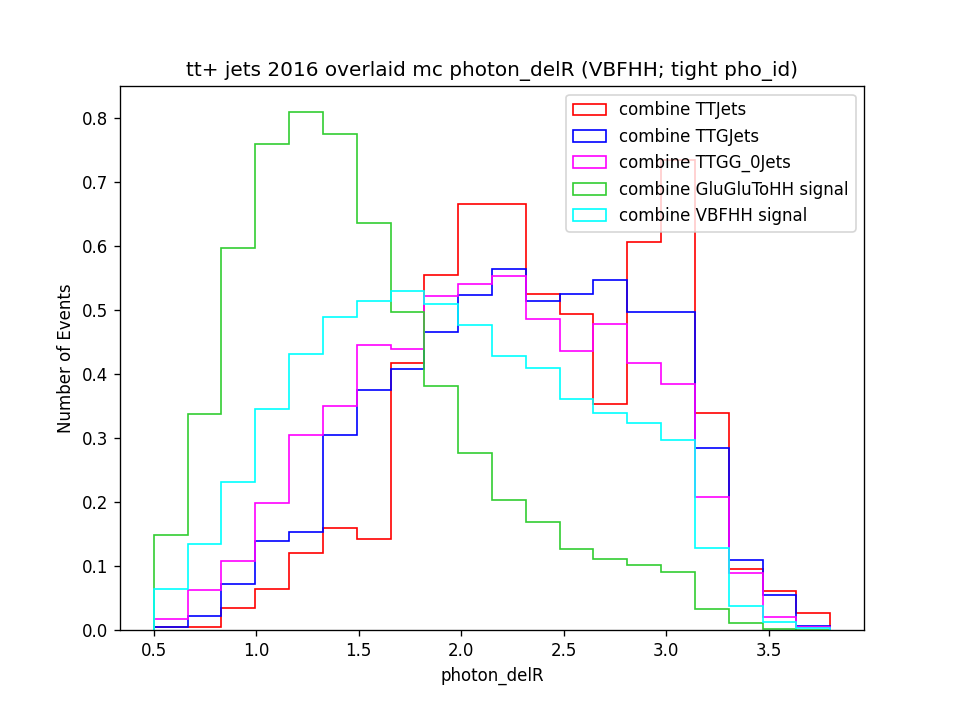 tt+ jets 2016 overlaid mc photon_delR (VBFHH; tight pho_id)
combine TTJets
combine TTGJets
combine TTGG_0Jets
combine GluGluToHH signal
combine VBFHH signal
Number of Events
0.8
0.7
0.6
0.5
0.4
0.3
0.2
0.1
0.0
0.5 1.0 1.5 2.0 2.5 3.0 3.5
photon_delR